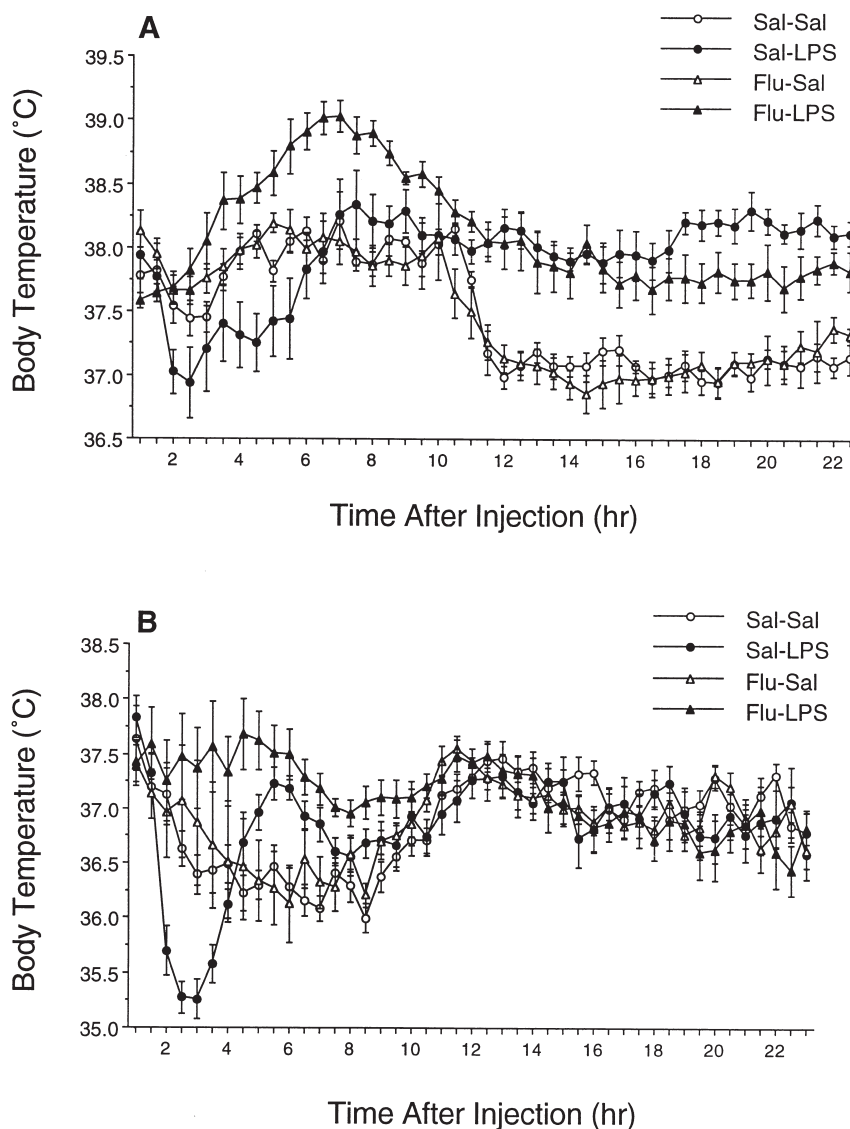 A
Sal-Sal
Sal-LPS
Flu-Sal
Flu-LPS
Body Temperature (˚C)
39.5
39.0
38.5
38.0
37.5
37.0
36.5
2 4 6 8 10 12 14 16 18 20 22
Time After Injection (hr)
B
Sal-Sal
Sal-LPS
Flu-Sal
Flu-LPS
Body Temperature (˚C)
38.5
38.0
37.5
37.0
36.5
36.0
35.5
35.0
2 4 6 8 10 12 14 16 18 20 22
Time After Injection (hr)